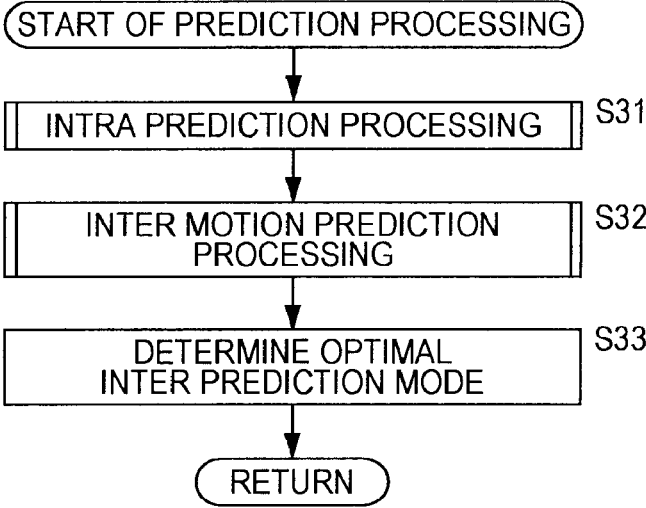 START OF PREDICTION PROCESSING
INTRA PREDICTION PROCESSING
S31
INTER MOTION PREDICTION
PROCESSING
S32
DETERMINE OPTIMAL
INTER PREDICTION MODE
S33
RETURN